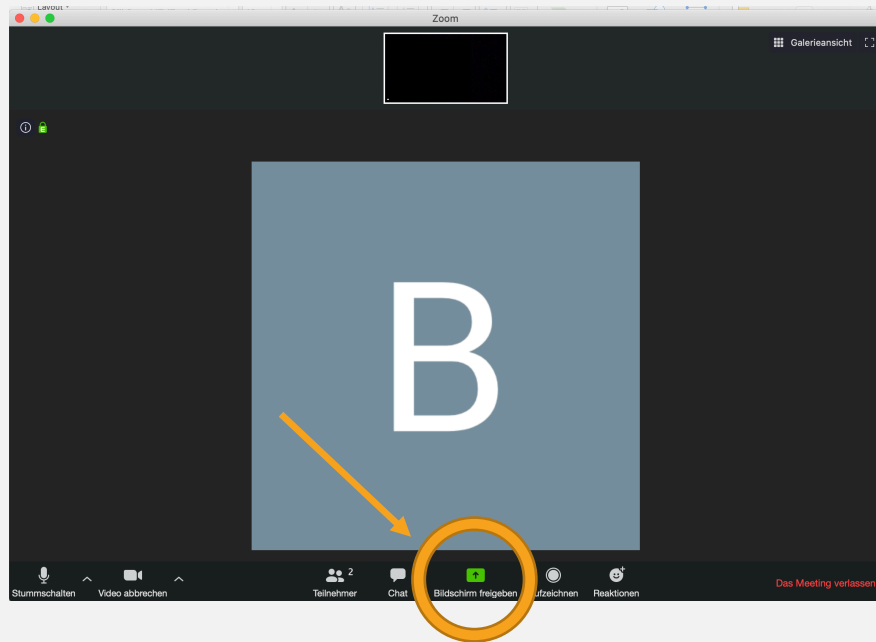 Layout
Zoom
Galerieansicht
E
B
2
Stummschalten
Video abbrechen
Teilnehmer
Chat
Bildschirm freigeben
ufzeichnen
Reaktionen
Das Meeting verlassen